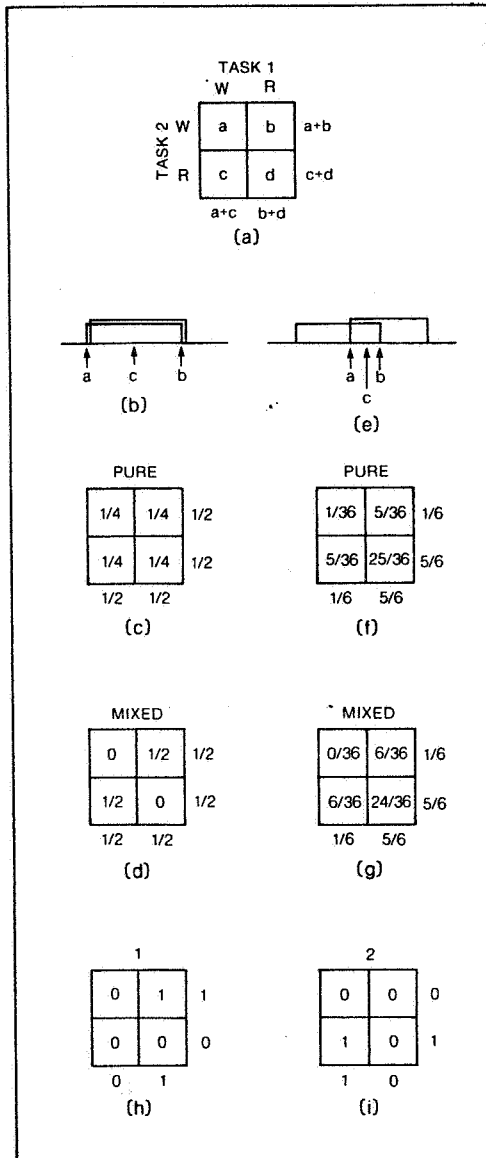 TASK 1
W R
TASK 2
W a b a+b
R c d c+d
a+c b+d
(a)
a c b
(b)
a b
c
(e)
PURE
1/4 1/4 1/2
1/4 1/4 1/2
1/2 1/2
(c)
PURE
1/36 5/36 1/6
5/36 25/36 5/6
1/6 5/6
(f)
MIXED
0 1/2 1/2
1/2 0 1/2
1/2 1/2
(d)
MIXED
0/36 6/36 1/6
6/36 24/36 5/6
1/6 5/6
(g)
1
0 1 1
0 0 0
0 1
(h)
2
0 0 0
1 0 1
1 0
(i)